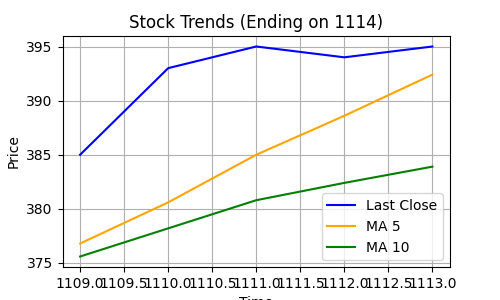 Stock Trends (Ending on 1114)
Price
395
390
385
380
375
Last Close
MA 5
MA 10
1109.0 1109.5 1110.0 1110.5 1111.0 1111.5 1112.0 1112.5 1113.0
Time